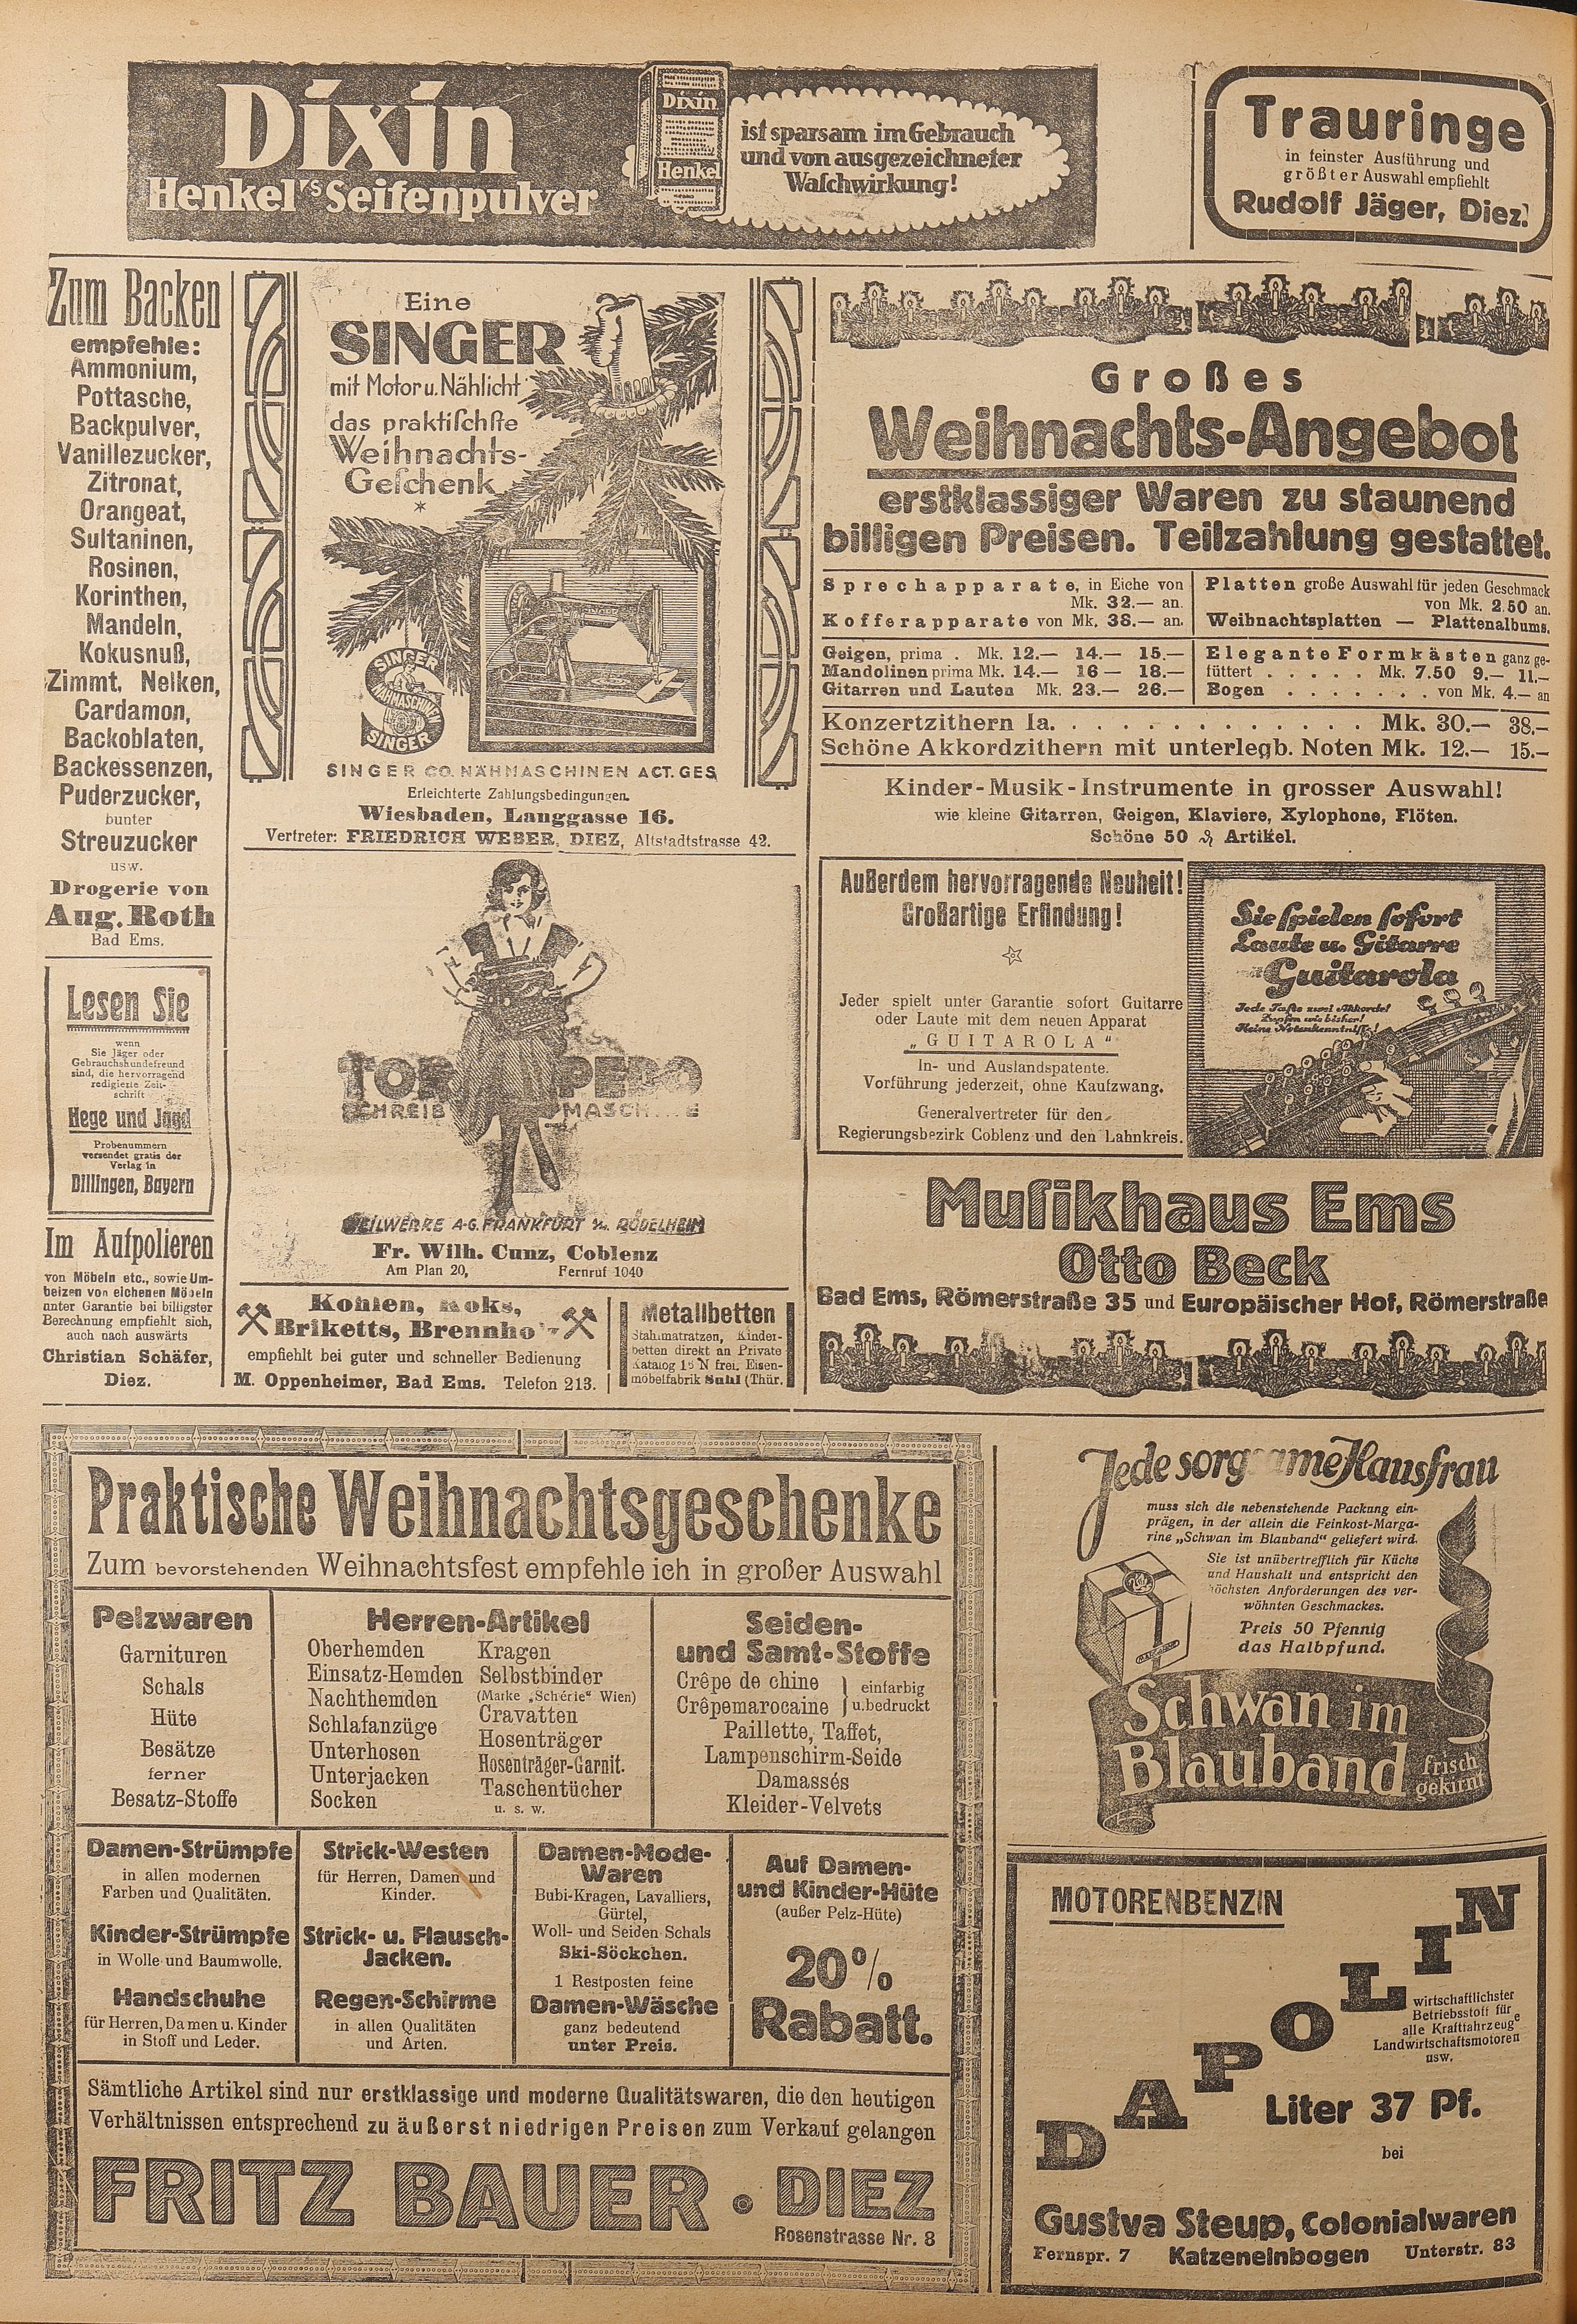 Dixin
Henkel's Seifenpulver
Dixin
Henkel
ist sparsam im Gebrauch
und von ausgezeichneter
Waschwirkung!
Trauringe
in feinster Ausführung und
größter Auswahl empfiehlt
Rudolf Jäger, Diez.
Zum Backen
empfehle:
Ammonium,
Pottasche,
Backpulver,
Vanillezucker,
Zitronat,
Orangeat,
Sultaninen,
Rosinen,
Korinthen,
Mandeln,
Kokusnuß,
Zimmt, Nelken,
Cardamon,
Backoblaten,
Backessenzen,
Puderzucker,
bunter
Streuzucker
usw.
Drogerie von
Aug. Roth
Bad Ems.
Lesen Sie
wenn
Sie Jäger oder
Gebrauchshundefreund
sind, die hervorragend
redigierte Zeit-
schrift
Hege und Jagd
Probenummern
versendet gratis der
Verlag in
Dillingen, Bayern
Im Aufpolieren
von Möbeln etc., sowie Um-
beizen von eichenen Möbeln
unter Garantie bei billigster
Berechnung empfiehlt sich,
auch nach auswärts
Christian Schäfer,
Diez.
Eine
SINGER
mit Motor u. Nählicht
das praktischste
Weihnachts-
Geschenk
SINGER
NÄHMASCHINEN
SINGER
SINGER CO. NÄHMASCHINEN ACT. GES.
Erleichterte Zahlungsbedingungen.
Wiesbaden, Langgasse 16.
Vertreter: FRIEDRICH WEBER, DIEZ, Altstadtstrasse 42.
TORPEDO
SCHREIBMASCHINE
WEILWERKE A-G. FRANKFURT a/M. RÖDELHEIM
Fr. Wilh. Cunz, Coblenz
Am Plan 20, Fernruf 1040
Kohlen, Koks,
Briketts, Brennho
empfiehlt bei guter und schneller Bedienung
M. Oppenheimer, Bad Ems. Telefon 213.
Metallbetten
Stahlmatratzen, Kinder-
betten direkt an Private
Katalog N frei. Eisen-
möbelfabrik Suhl (Thür.
Großes
Weihnachts-Angebot
erstklassiger Waren zu staunend
billigen Preisen. Teilzahlung gestattet.
Sprechapparate, in Eiche von
Mk. 32.— an.
Kofferapparate von Mk. 38.— an.
Platten große Auswahl für jeden Geschmack
von Mk. 2.50 an.
Weihnachtsplatten — Plattenalbums.
Geigen, prima . Mk. 12.— 14.— 15.—
Mandolinen prima Mk. 14.— 16 — 18.—
Gitarren und Lauten Mk. 23.— 26.—
Elegante Formkästen ganz ge-
füttert . . . . . Mk. 7.50 9.— 11.—
Bogen . . . . . . . . von Mk. 4.— an
Konzertzithern Ia. . . . . . . . . . . . . . Mk. 30.— 38.—
Schöne Akkordzithern mit unterlegb. Noten Mk. 12.— 15.—
Kinder-Musik-Instrumente in grosser Auswahl!
wie kleine Gitarren, Geigen, Klaviere, Xylophone, Flöten.
Schöne 50 ₰ Artikel.
Außerdem hervorragende Neuheit!
Großartige Erfindung!
Jeder spielt unter Garantie sofort Guitarre
oder Laute mit dem neuen Apparat
„GUITAROLA"
In- und Auslandspatente.
Vorführung jederzeit, ohne Kaufzwang.
Generalvertreter für den
Regierungsbezirk Coblenz und den Lahnkreis.
Sie spielen sofort
Laute u. Gitarre
Guitarola
Jede Taste zwei Akkorde!
Zupfen wie bisher!
Keine Notenkenntniss!
Musikhaus Ems
Otto Beck
Bad Ems, Römerstraße 35 und Europäischer Hof, Römerstraße
Praktische Weihnachtsgeschenke
Zum bevorstehenden Weihnachtsfest empfehle ich in großer Auswahl
Pelzwaren
Garnituren
Schals
Hüte
Besätze
ferner
Besatz-Stoffe
Herren-Artikel
Oberhemden
Einsatz-Hemden
Nachthemden
Schlafanzüge
Unterhosen
Unterjacken
Socken
Kragen
Selbstbinder
(Marke „Schérie" Wien)
Cravatten
Hosenträger
Hosenträger-Garnit.
Taschentücher
u. s. w.
Seiden-
und Samt-Stoffe
Crêpe de chine } einfarbig
Crêpemarocaine } u. bedruckt
Paillette, Taffet,
Lampenschirm-Seide
Damassés
Kleider-Velvets
Damen-Strümpfe
in allen modernen
Farben und Qualitäten.
Kinder-Strümpfe
in Wolle und Baumwolle.
Handschuhe
für Herren, Damen u. Kinder
in Stoff und Leder.
Strick-Westen
für Herren, Damen und
Kinder.
Strick- u. Flausch-
Jacken.
Regen-Schirme
in allen Qualitäten
und Arten.
Damen-Mode-
Waren
Bubi-Kragen, Lavalliers,
Gürtel,
Woll- und Seiden Schals
Ski-Söckchen.
1 Restposten feine
Damen-Wäsche
ganz bedeutend
unter Preis.
Auf Damen-
und Kinder-Hüte
(außer Pelz-Hüte)
20%
Rabatt.
Sämtliche Artikel sind nur erstklassige und moderne Qualitätswaren, die den heutigen
Verhältnissen entsprechend zu äußerst niedrigen Preisen zum Verkauf gelangen
FRITZ BAUER • DIEZ
Rosenstrasse Nr. 8
Jede sorgsame Hausfrau
muss sich die nebenstehende Packung ein-
prägen, in der allein die Feinkost-Marga-
rine „Schwan im Blauband" geliefert wird.
Sie ist unübertrefflich für Küche
und Haushalt und entspricht den
höchsten Anforderungen des ver-
wöhnten Geschmackes.
Preis 50 Pfennig
das Halbpfund.
Schwan im
Blauband
frisch
gekirnt
MOTORENBENZIN
DAPOLIN
wirtschaftlichster
Betriebsstoff für
alle Kraftfahrzeuge
Landwirtschaftsmotoren
usw.
Liter 37 Pf.
bei
Gustva Steup, Colonialwaren
Fernspr. 7 Katzenelnbogen Unterstr. 83